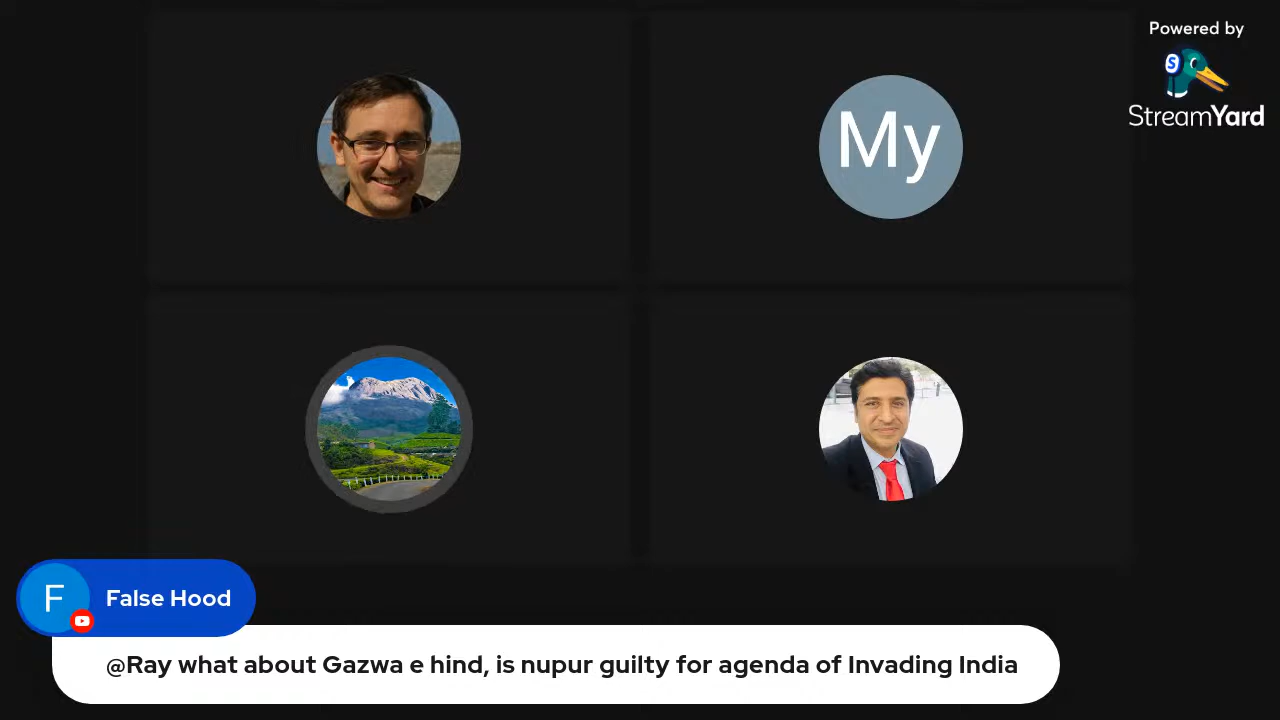 Powered by
StreamYard
My
F
False Hood
@Ray what about Gazwa e hind, is nupur guilty for agenda of Invading India